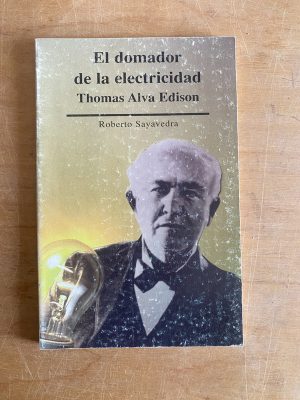 El domador
de la electricidad
Thomas Alva Edison
Roberto Sayavedra